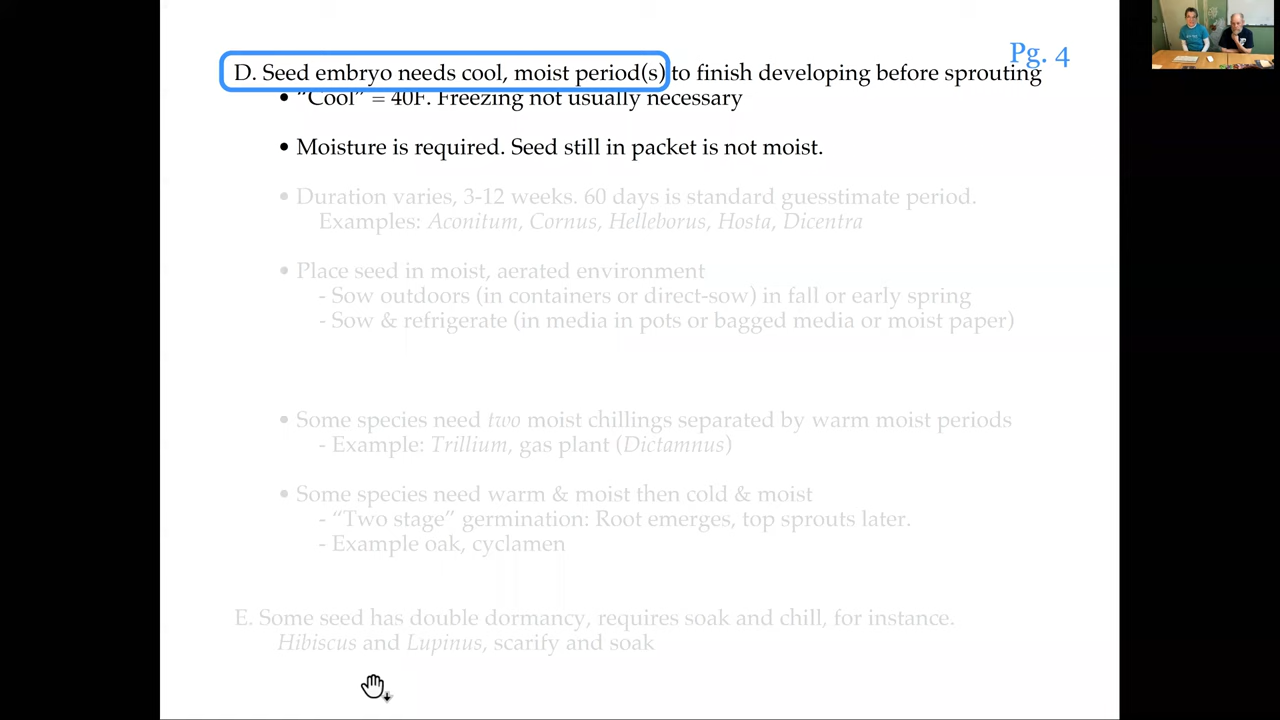 Pg. 4
D. Seed embryo needs cool, moist period(s) to finish developing before sprouting
• “Cool” = 40F. Freezing not usually necessary
• Moisture is required. Seed still in packet is not moist.
• Duration varies, 3-12 weeks. 60 days is standard guesstimate period.
Examples: Aconitum, Cornus, Helleborus, Hosta, Dicentra
• Place seed in moist, aerated environment
- Sow outdoors (in containers or direct-sow) in fall or early spring
- Sow & refrigerate (in media in pots or bagged media or moist paper)
• Some species need two moist chillings separated by warm moist periods
- Example: Trillium, gas plant (Dictamnus)
• Some species need warm & moist then cold & moist
- “Two stage” germination: Root emerges, top sprouts later.
- Example oak, cyclamen
E. Some seed has double dormancy, requires soak and chill, for instance.
Hibiscus and Lupinus, scarify and soak